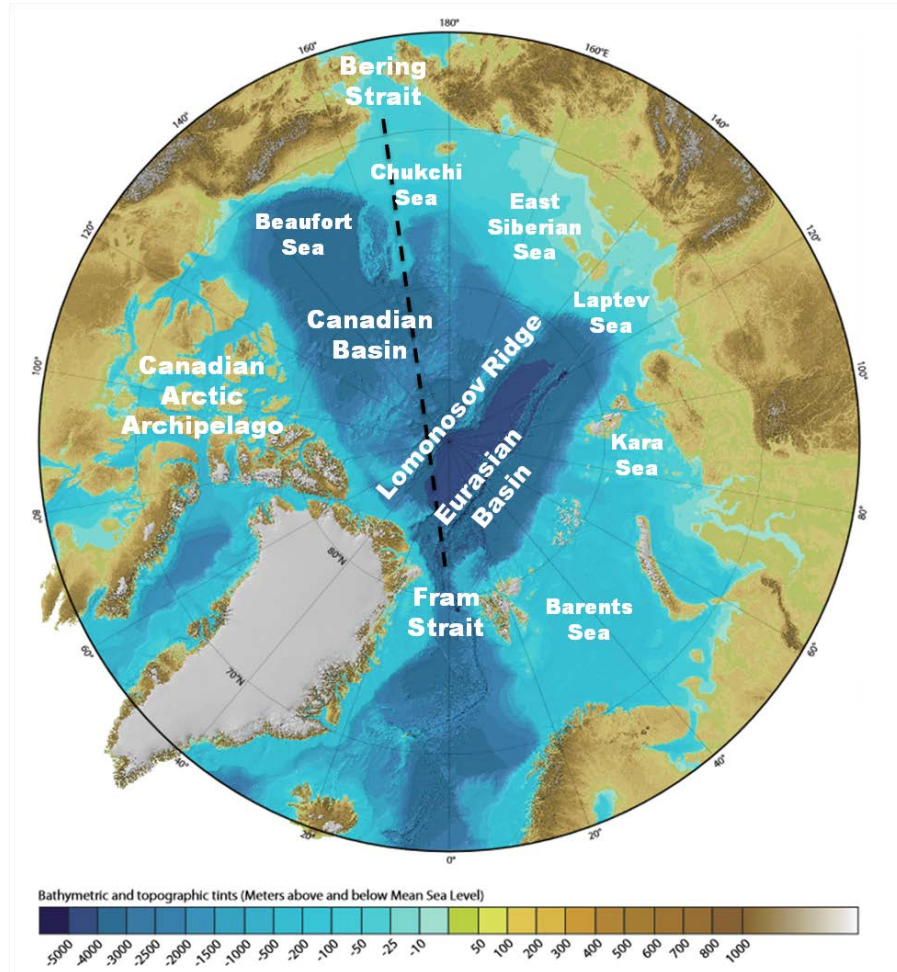 180°
160°
160°E
Bering
Strait
140°
140°
Chukchi
Sea
East
Siberian
Sea
Beaufort
Sea
120°
120°
Laptev
Sea
Canadian
Basin
Lomonosov Ridge
Canadian
Arctic
Archipelago
100°
100°
Kara
Sea
Eurasian
Basin
80°
80°
80°N
Fram
Strait
Barents
Sea
60°
60°
70°N
40°
40°
20°
20°
0°
Bathymetric and topographic tints (Meters above and below Mean Sea Level)
-5000 -4000 -3000 -2500 -2000 -1500 -1000 -500 -200 -100 -50 -25 -10 50 100 200 300 400 500 600 700 800 1000